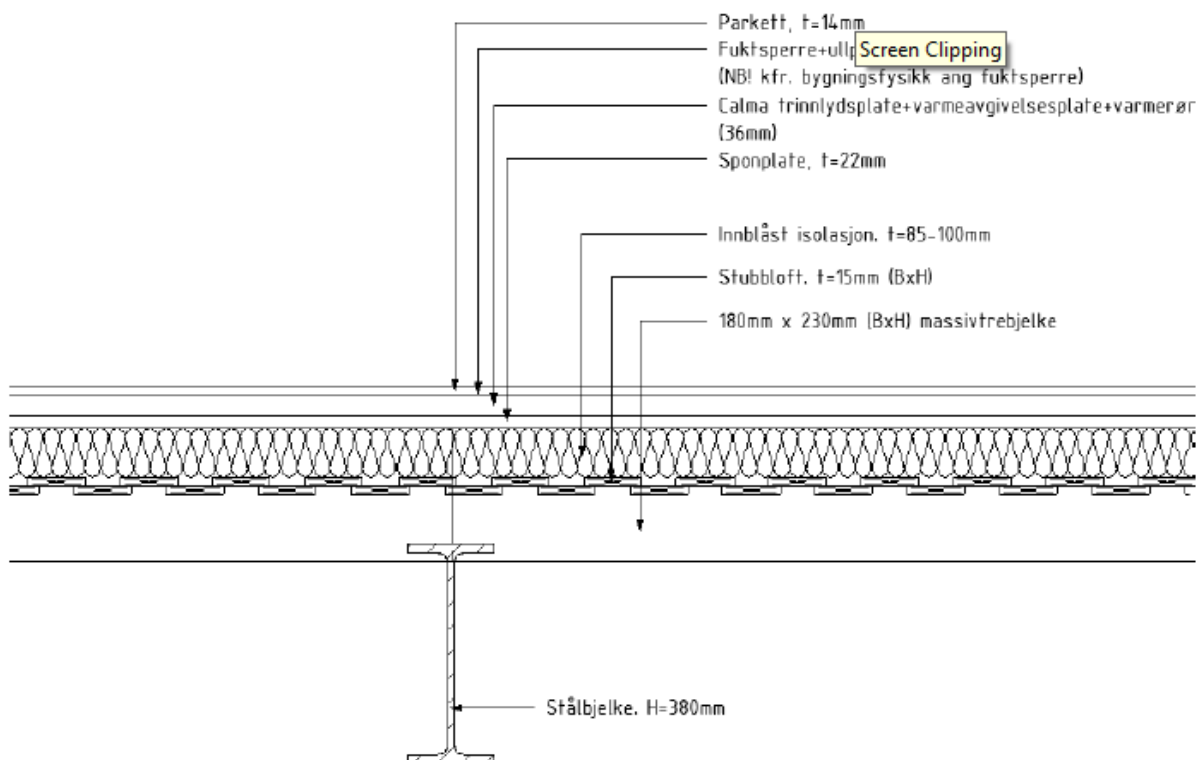 Parkett, t=14mm
Fuktsperre+ullp
Screen Clipping
(NB! kfr. bygningsfysikk ang fuktsperre)
Calma trinnlydsplate+varmeavgivelsesplate+varmerør
(36mm)
Sponplate, t=22mm
Innblåst isolasjon. t=85-100mm
Stubbloft. t=15mm (BxH)
180mm x 230mm (BxH) massivtrebjelke
Stålbjelke. H=380mm